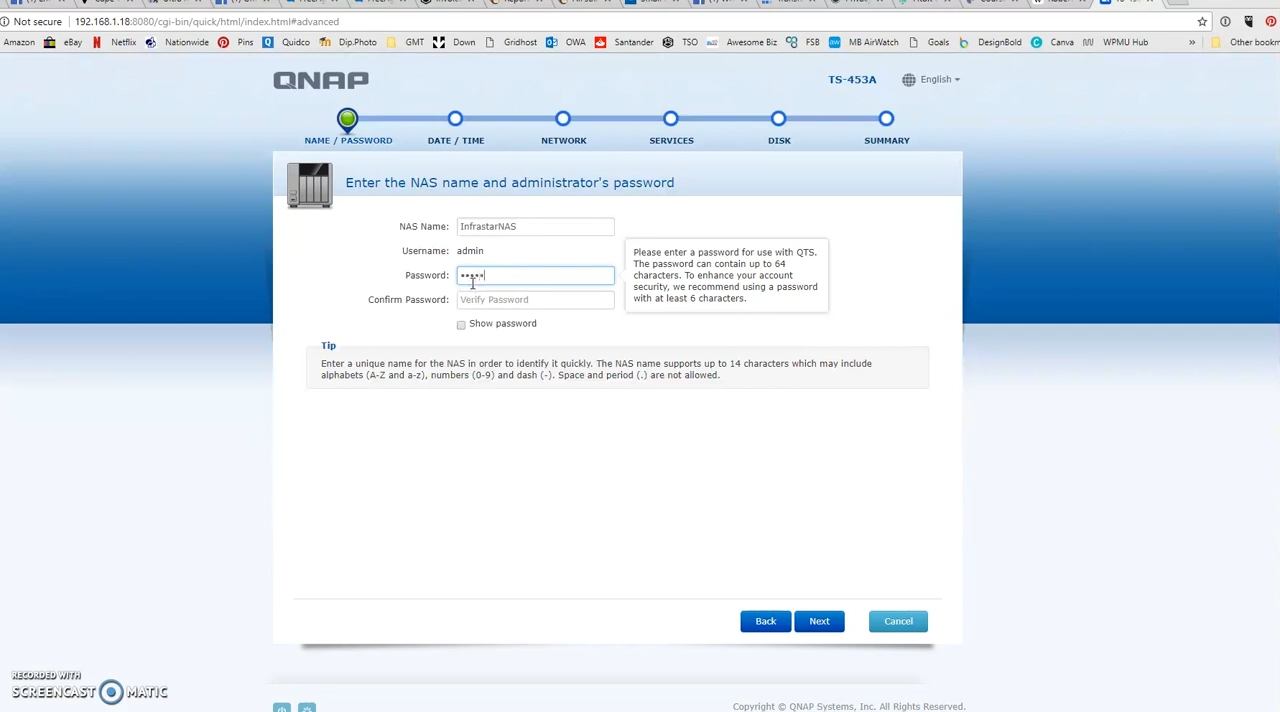 Not secure 192.168.1.18:8080/cgi-bin/quick/html/index.html#advanced
Amazon eBay Netflix Nationwide Pins Quidco Dip.Photo GMT Down Gridhost OWA Santander TSO Awesome Biz FSB MB AirWatch Goals DesignBold Canva WPMU Hub » Other bookm
QNAP
TS-453A English
NAME / PASSWORD DATE / TIME NETWORK SERVICES DISK SUMMARY
Enter the NAS name and administrator's password
NAS Name: InfrastarNAS
Username: admin
Password: •••••
Confirm Password: Verify Password
Show password
Please enter a password for use with QTS.
The password can contain up to 64
characters. To enhance your account
security, we recommend using a password
with at least 6 characters.
Tip
Enter a unique name for the NAS in order to identify it quickly. The NAS name supports up to 14 characters which may include
alphabets (A-Z and a-z), numbers (0-9) and dash (-). Space and period (.) are not allowed.
Back Next Cancel
RECORDED WITH
SCREENCAST MATIC
Copyright © QNAP Systems, Inc. All Rights Reserved.